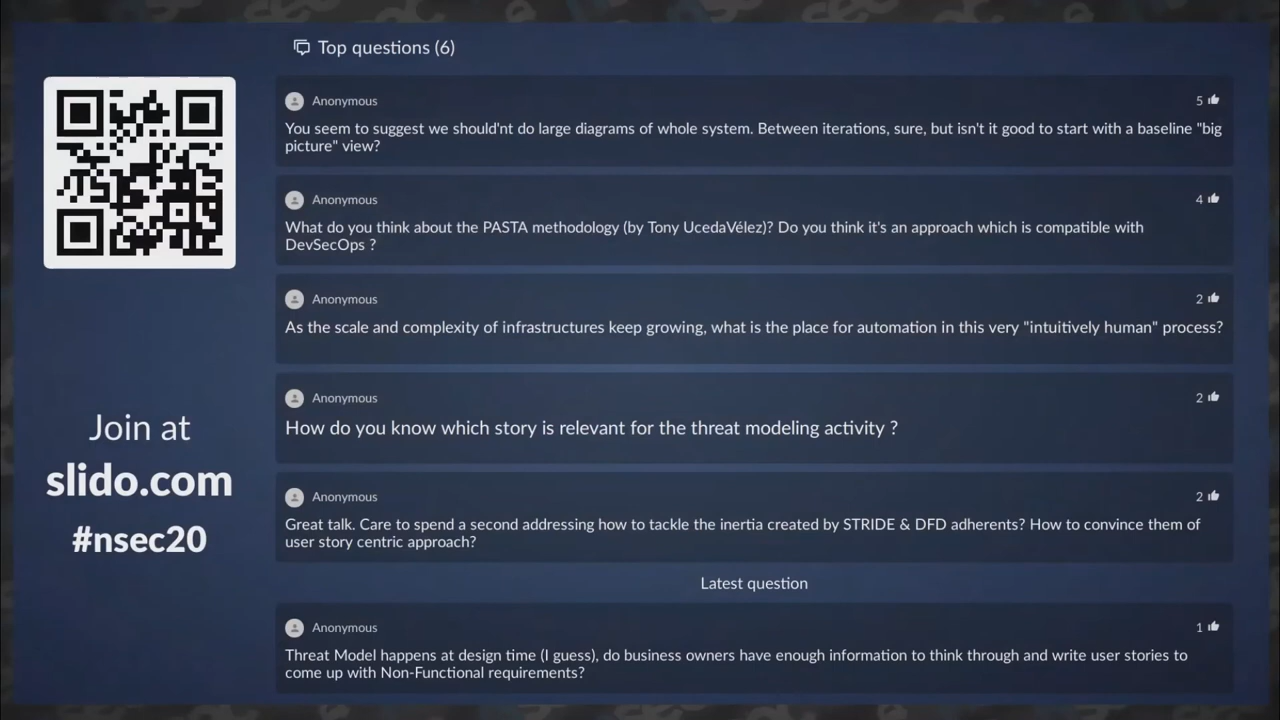 Top questions (6)
Anonymous
5
You seem to suggest we should'nt do large diagrams of whole system. Between iterations, sure, but isn't it good to start with a baseline "big
picture" view?
Anonymous
4
What do you think about the PASTA methodology (by Tony UcedaVélez)? Do you think it's an approach which is compatible with
DevSecOps ?
Anonymous
2
As the scale and complexity of infrastructures keep growing, what is the place for automation in this very "intuitively human" process?
Anonymous
2
How do you know which story is relevant for the threat modeling activity ?
Anonymous
2
Great talk. Care to spend a second addressing how to tackle the inertia created by STRIDE & DFD adherents? How to convince them of
user story centric approach?
Latest question
Anonymous
1
Threat Model happens at design time (I guess), do business owners have enough information to think through and write user stories to
come up with Non-Functional requirements?
Join at
slido.com
#nsec20